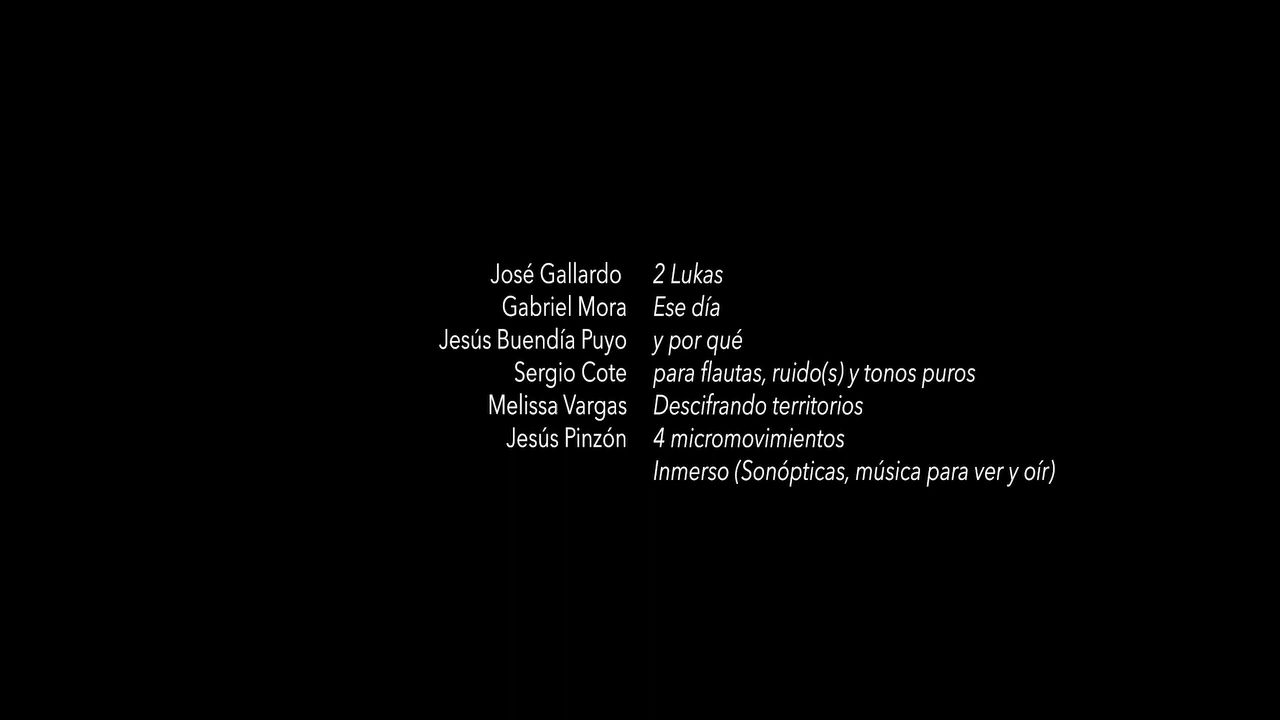 José Gallardo 2 Lukas
Gabriel Mora Ese día
Jesús Buendía Puyo y por qué
Sergio Cote para flautas, ruido(s) y tonos puros
Melissa Vargas Descifrando territorios
Jesús Pinzón 4 micromovimientos
Inmerso (Sonópticas, música para ver y oír)